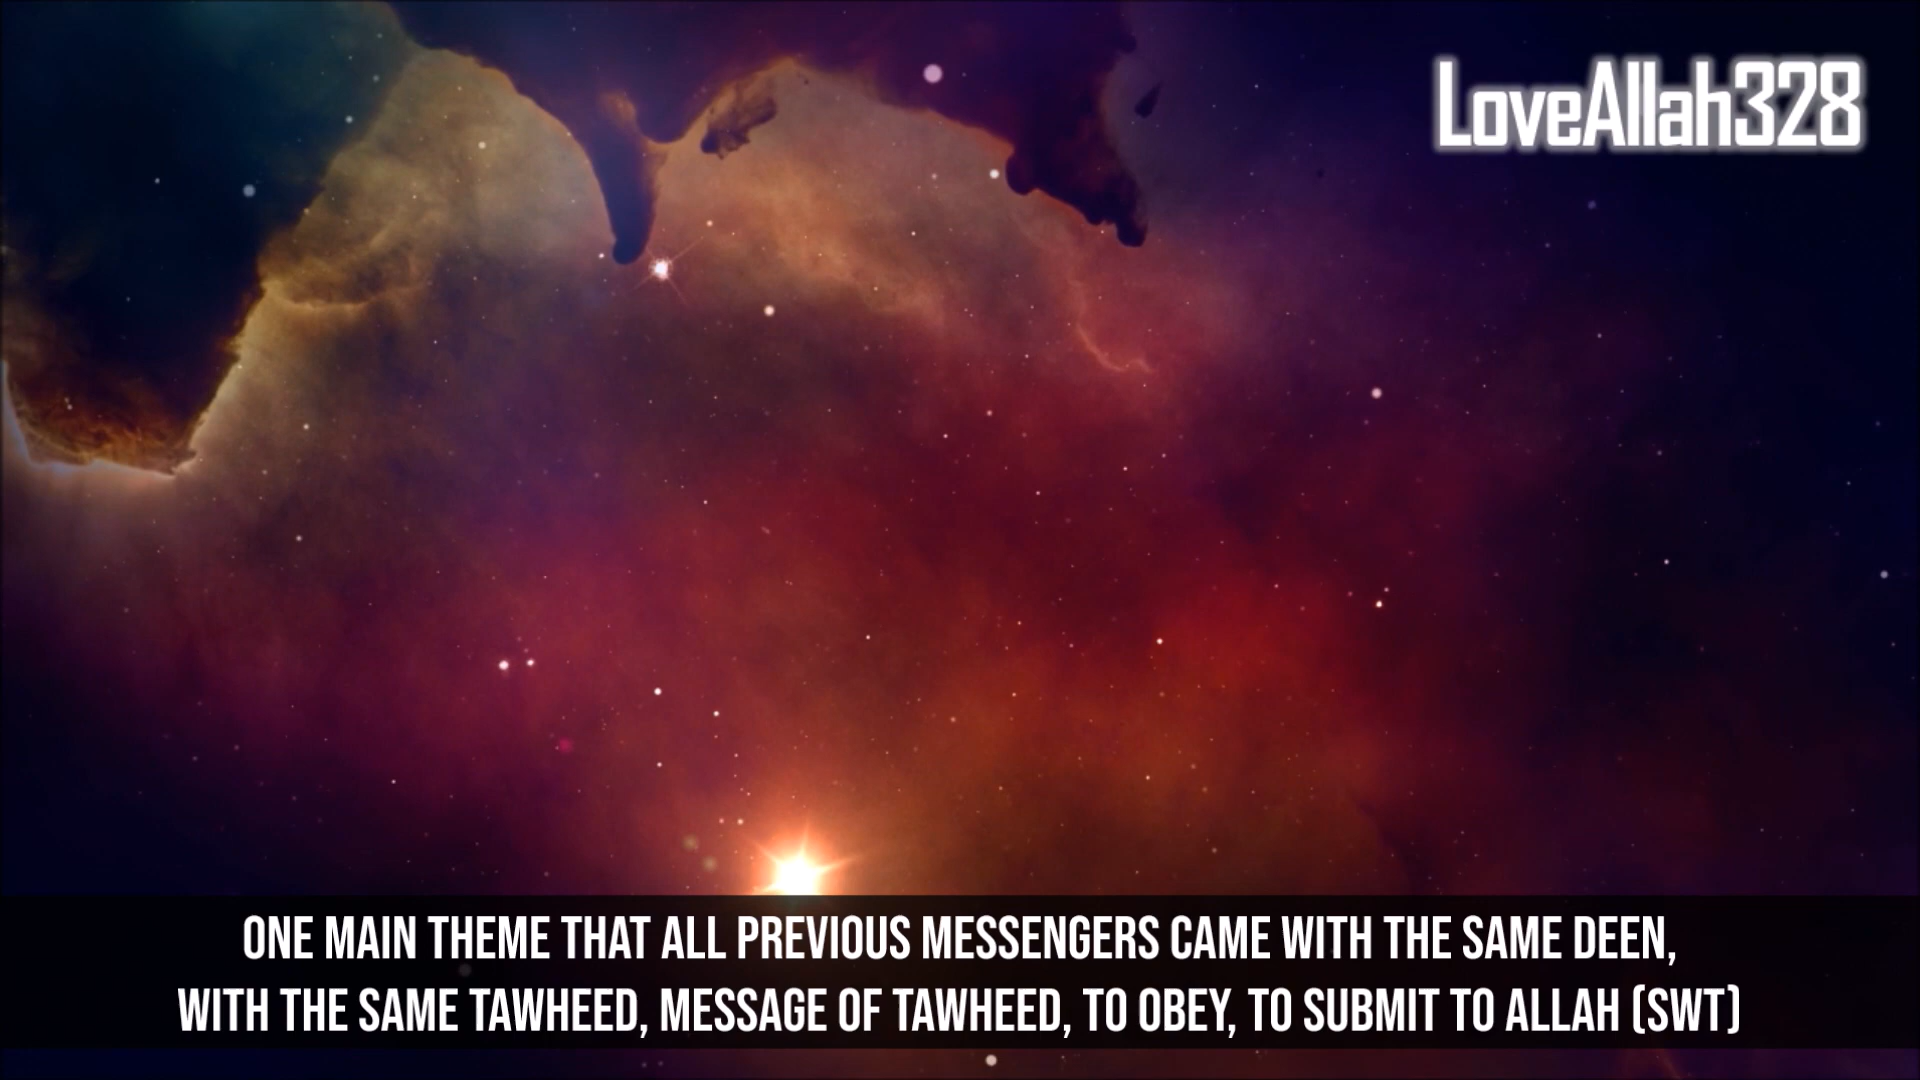 LoveAllah328
ONE MAIN THEME THAT ALL PREVIOUS MESSENGERS CAME WITH THE SAME DEEN,
WITH THE SAME TAWHEED, MESSAGE OF TAWHEED, TO OBEY, TO SUBMIT TO ALLAH (SWT)